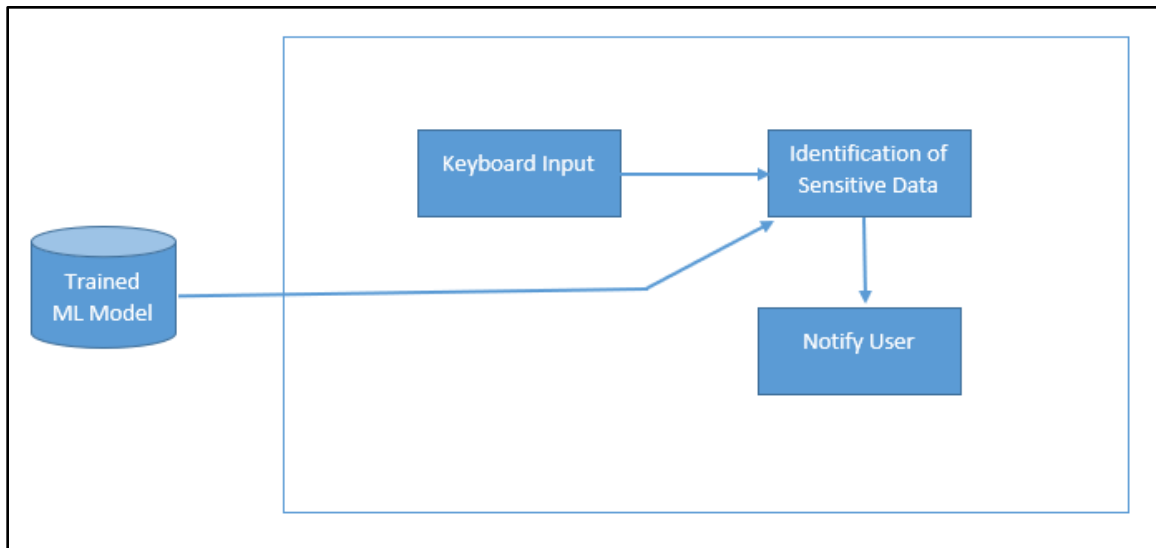 Keyboard Input
Identification of
Sensitive Data
Trained
ML Model
Notify User